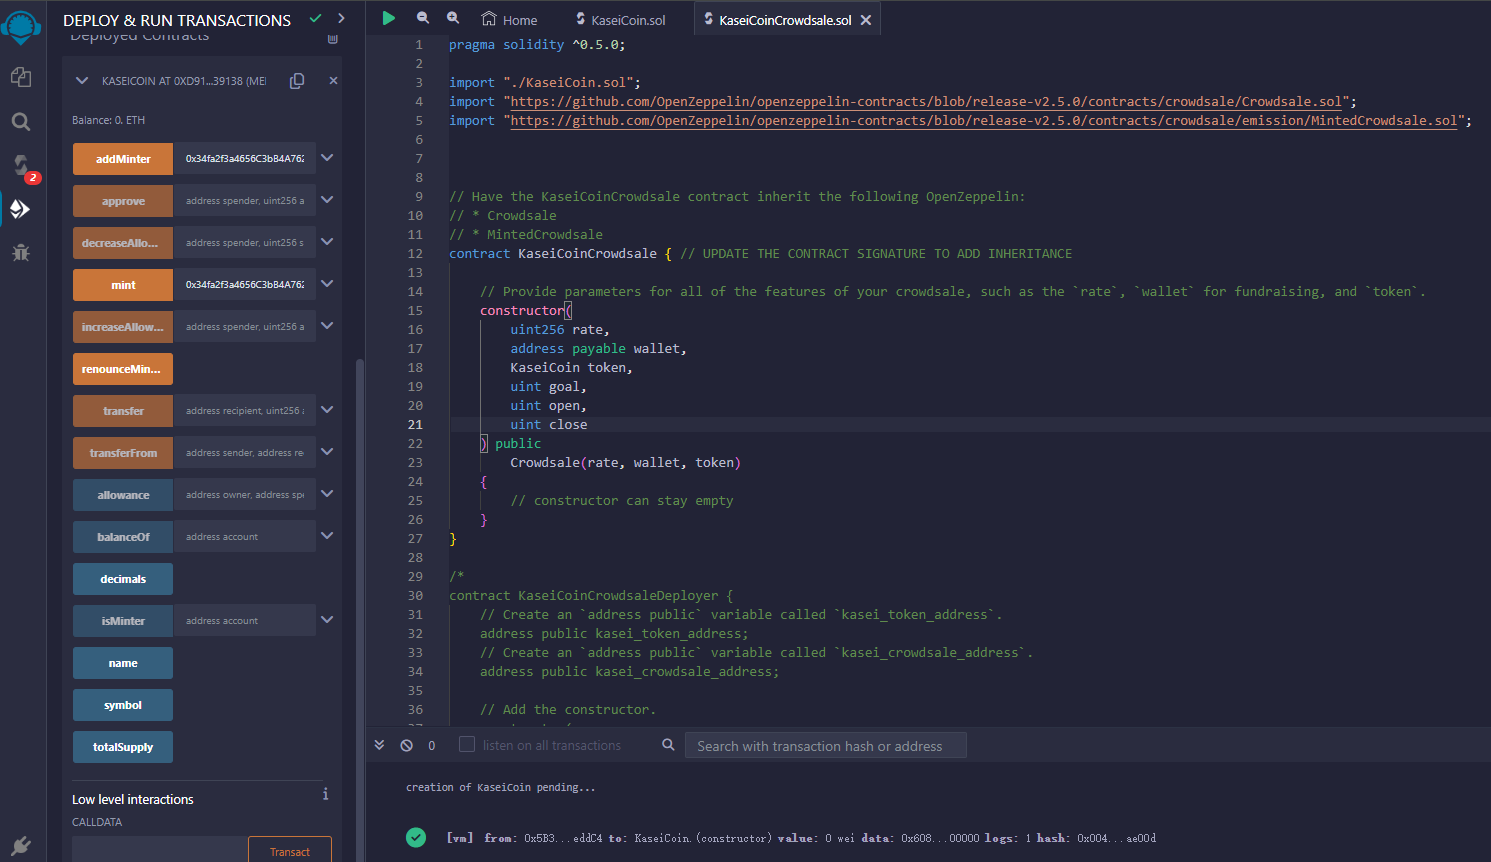 DEPLOY & RUN TRANSACTIONS
Deployed Contracts
KASEICOIN AT 0XD91...39138 (MEI
Balance: 0. ETH
addMinter 0x34fa2f3a4656C3bB4A762
approve address spender, uint256 a
decreaseAllo... address spender, uint256 s
mint 0x34fa2f3a4656C3bB4A762
increaseAllow... address spender, uint256 a
renounceMin...
transfer address recipient, uint256 a
transferFrom address sender, address re
allowance address owner, address spe
balanceOf address account
decimals
isMinter address account
name
symbol
totalSupply
Low level interactions
i
CALLDATA
Transact
2
Home KaseiCoin.sol KaseiCoinCrowdsale.sol
1 pragma solidity ^0.5.0;
2
3 import "./KaseiCoin.sol";
4 import "https://github.com/OpenZeppelin/openzeppelin-contracts/blob/release-v2.5.0/contracts/crowdsale/Crowdsale.sol";
5 import "https://github.com/OpenZeppelin/openzeppelin-contracts/blob/release-v2.5.0/contracts/crowdsale/emission/MintedCrowdsale.sol";
6
7
8
9 // Have the KaseiCoinCrowdsale contract inherit the following OpenZeppelin:
10 // * Crowdsale
11 // * MintedCrowdsale
12 contract KaseiCoinCrowdsale { // UPDATE THE CONTRACT SIGNATURE TO ADD INHERITANCE
13
14 // Provide parameters for all of the features of your crowdsale, such as the `rate`, `wallet` for fundraising, and `token`.
15 constructor(
16 uint256 rate,
17 address payable wallet,
18 KaseiCoin token,
19 uint goal,
20 uint open,
21 uint close
22 ) public
23 Crowdsale(rate, wallet, token)
24 {
25 // constructor can stay empty
26 }
27 }
28
29 /*
30 contract KaseiCoinCrowdsaleDeployer {
31 // Create an `address public` variable called `kasei_token_address`.
32 address public kasei_token_address;
33 // Create an `address public` variable called `kasei_crowdsale_address`.
34 address public kasei_crowdsale_address;
35
36 // Add the constructor.
0 listen on all transactions Search with transaction hash or address
creation of KaseiCoin pending...
[vm] from: 0x5B3...eddC4 to: KaseiCoin.(constructor) value: 0 wei data: 0x608...00000 logs: 1 hash: 0x004...ae00d